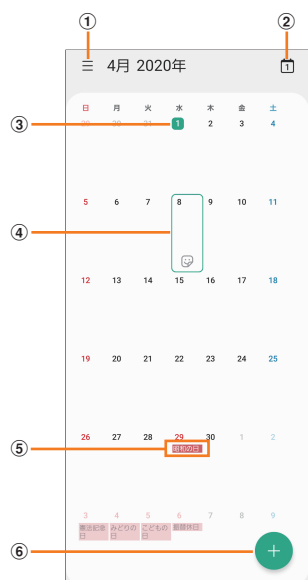 ① ②
4月 2020年
1
日 月 火 水 木 金 土
③ 29 30 31 1 2 3 4
5 6 7 8 9 10 11
④
12 13 14 15 16 17 18
19 20 21 22 23 24 25
26 27 28 29 30 1 2
⑤ 昭和の日
3 4 5 6 7 8 9
憲法記念 みどりの こどもの 振替休日
日 日 日
⑥